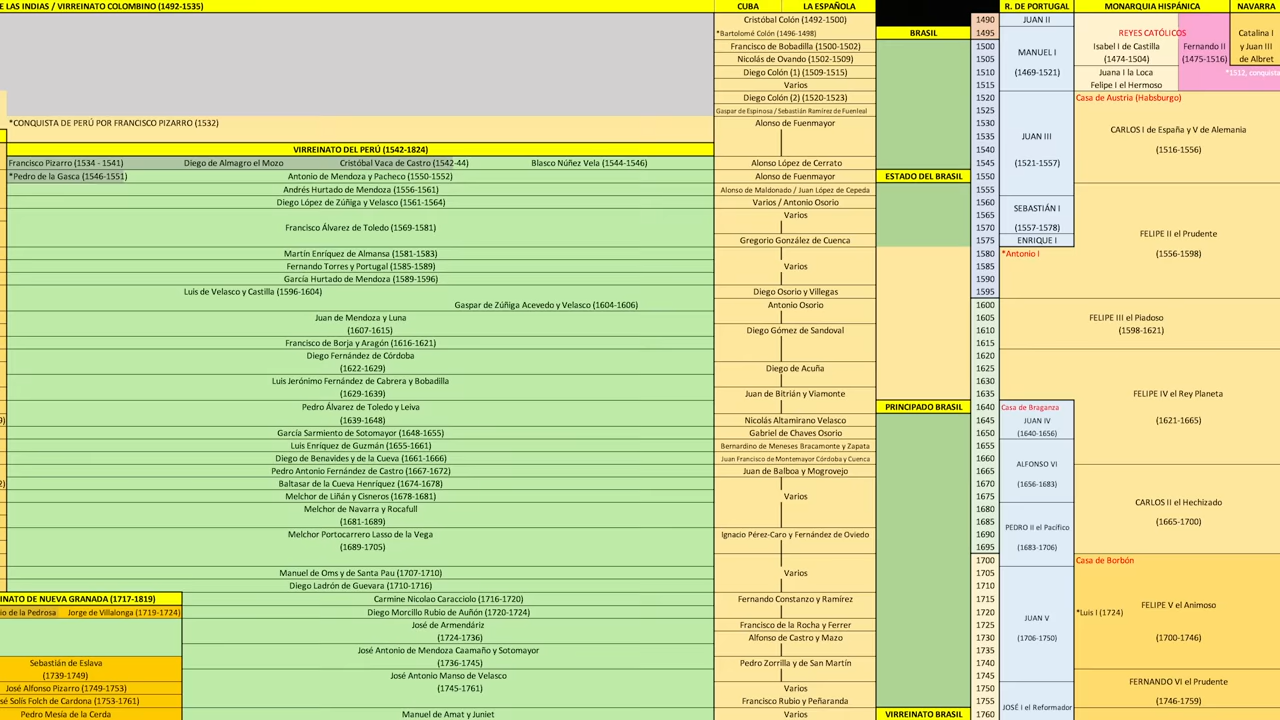 E LAS INDIAS / VIRREINATO COLOMBINO (1492-1535)
CUBA LA ESPAÑOLA
R. DE PORTUGAL MONARQUIA HISPÁNICA NAVARRA
Cristóbal Colón (1492-1500) 1490 JUAN II
*Bartolomé Colón (1496-1498) BRASIL 1495 REYES CATÓLICOS Catalina I
Francisco de Bobadilla (1500-1502) 1500 MANUEL I Isabel I de Castilla Fernando II y Juan III
Nicolás de Ovando (1502-1509) 1505 (1474-1504) (1475-1516) de Albret
Diego Colón (1) (1509-1515) 1510 (1469-1521) Juana I la Loca *1512, conquista
Varios 1515 Felipe I el Hermoso
Diego Colón (2) (1520-1523) 1520 Casa de Austria (Habsburgo)
Gaspar de Espinosa / Sebastián Ramírez de Fuenleal 1525
*CONQUISTA DE PERÚ POR FRANCISCO PIZARRO (1532) Alonso de Fuenmayor 1530 CARLOS I de España y V de Alemania
1535 JUAN III
VIRREINATO DEL PERÚ (1542-1824) 1540 (1516-1556)
Francisco Pizarro (1534 - 1541) Diego de Almagro el Mozo Cristóbal Vaca de Castro (1542-44) Blasco Núñez Vela (1544-1546) Alonso López de Cerrato 1545 (1521-1557)
*Pedro de la Gasca (1546-1551) Antonio de Mendoza y Pacheco (1550-1552) Alonso de Fuenmayor ESTADO DEL BRASIL 1550
Andrés Hurtado de Mendoza (1556-1561) Alonso de Maldonado / Juan López de Cepeda 1555
Diego López de Zúñiga y Velasco (1561-1564) Varios / Antonio Osorio 1560 SEBASTIÁN I
Varios 1565
Francisco Álvarez de Toledo (1569-1581) 1570 (1557-1578) FELIPE II el Prudente
Gregorio González de Cuenca 1575 ENRIQUE I
Martín Enríquez de Almansa (1581-1583) 1580 *Antonio I (1556-1598)
Fernando Torres y Portugal (1585-1589) Varios 1585
García Hurtado de Mendoza (1589-1596) 1590
Luis de Velasco y Castilla (1596-1604) Diego Osorio y Villegas 1595
Gaspar de Zúñiga Acevedo y Velasco (1604-1606) Antonio Osorio 1600
Juan de Mendoza y Luna 1605 FELIPE III el Piadoso
(1607-1615) Diego Gómez de Sandoval 1610 (1598-1621)
Francisco de Borja y Aragón (1616-1621) 1615
Diego Fernández de Córdoba 1620
(1622-1629) Diego de Acuña 1625
Luis Jerónimo Fernández de Cabrera y Bobadilla 1630
(1629-1639) Juan de Bitrián y Viamonte 1635 FELIPE IV el Rey Planeta
Pedro Álvarez de Toledo y Leiva PRINCIPADO BRASIL 1640 Casa de Braganza
9) (1639-1648) Nicolás Altamirano Velasco 1645 JUAN IV (1621-1665)
García Sarmiento de Sotomayor (1648-1655) Gabriel de Chaves Osorio 1650 (1640-1656)
Luis Enriquez de Guzmán (1655-1661) Bernardino de Meneses Bracamonte y Zapata 1655
Diego de Benavides y de la Cueva (1661-1666) Juan Francisco de Montemayor Córdoba y Cuenca 1660 ALFONSO VI
Pedro Antonio Fernández de Castro (1667-1672) Juan de Balboa y Mogrovejo 1665
2) Baltasar de la Cueva Henríquez (1674-1678) 1670 (1656-1683)
Melchor de Liñán y Cisneros (1678-1681) Varios 1675 CARLOS II el Hechizado
Melchor de Navarra y Rocafull 1680
(1681-1689) 1685 PEDRO II el Pacífico (1665-1700)
Melchor Portocarrero Lasso de la Vega Ignacio Pérez-Caro y Fernández de Oviedo 1690
(1689-1705) 1695 (1683-1706)
1700 Casa de Borbón
Manuel de Oms y de Santa Pau (1707-1710) Varios 1705
Diego Ladrón de Guevara (1710-1716) 1710
INATO DE NUEVA GRANADA (1717-1819) Carmine Nicolao Caracciolo (1716-1720) Fernando Constanzo y Ramírez 1715 FELIPE V el Animoso
io de la Pedrosa Jorge de Villalonga (1719-1724) Diego Morcillo Rubio de Auñón (1720-1724) 1720 JUAN V *Luis I (1724)
José de Armendáriz Francisco de la Rocha y Ferrer 1725
(1724-1736) Alfonso de Castro y Mazo 1730 (1706-1750) (1700-1746)
José Antonio de Mendoza Caamaño y Sotomayor 1735
Sebastián de Eslava (1736-1745) Pedro Zorrilla y de San Martín 1740
(1739-1749) José Antonio Manso de Velasco 1745 FERNANDO VI el Prudente
José Alfonso Pizarro (1749-1753) (1745-1761) Varios 1750
sé Solís Folch de Cardona (1753-1761) Francisco Rubio y Peñaranda 1755 JOSÉ I el Reformador (1746-1759)
Pedro Mesía de la Cerda Manuel de Amat y Juniet Varios VIRREINATO BRASIL 1760